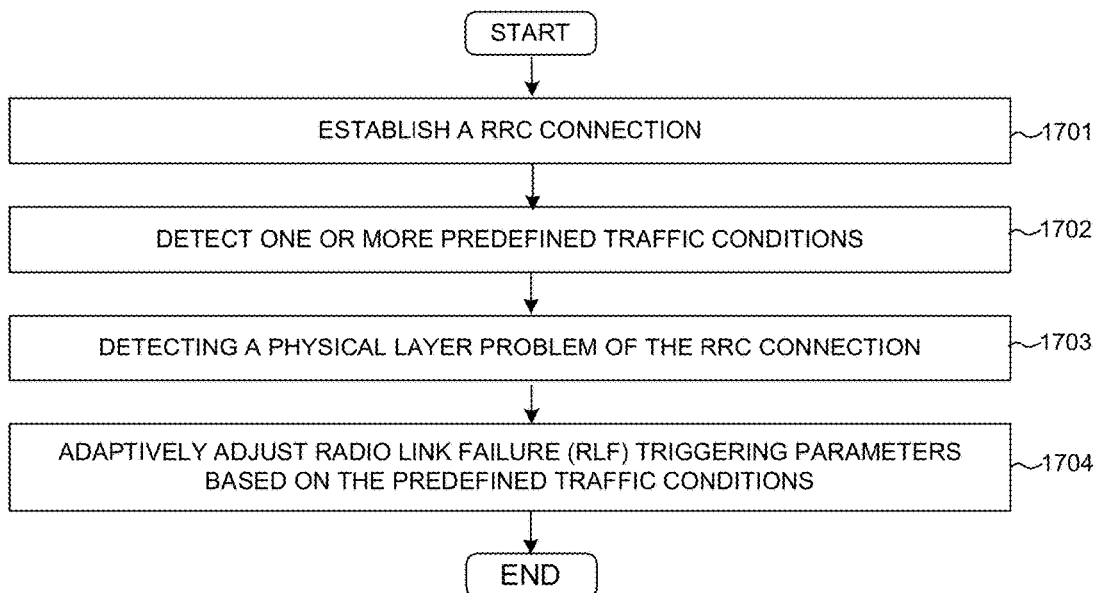 START
ESTABLISH A RRC CONNECTION
1701
DETECT ONE OR MORE PREDEFINED TRAFFIC CONDITIONS
1702
DETECTING A PHYSICAL LAYER PROBLEM OF THE RRC CONNECTION
1703
ADAPTIVELY ADJUST RADIO LINK FAILURE (RLF) TRIGGERING PARAMETERS
BASED ON THE PREDEFINED TRAFFIC CONDITIONS
1704
END